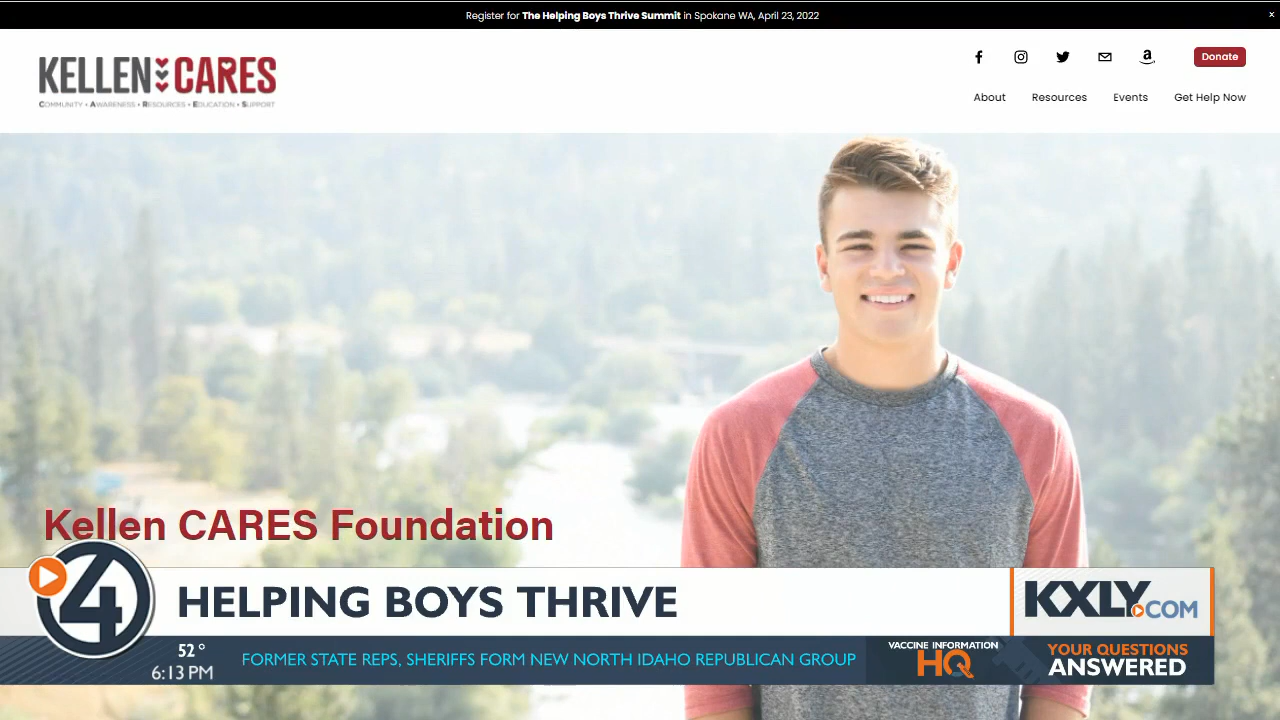 Register for The Helping Boys Thrive Summit in Spokane WA, April 23, 2022
×
KELLEN CARES
COMMUNITY • AWARENESS • RESOURCES • EDUCATION • SUPPORT
Donate
About Resources Events Get Help Now
Kellen CARES Foundation
4
HELPING BOYS THRIVE
KXLY.COM
52°
6:13 PM
FORMER STATE REPS, SHERIFFS FORM NEW NORTH IDAHO REPUBLICAN GROUP
VACCINE INFORMATION
HQ
YOUR QUESTIONS
ANSWERED